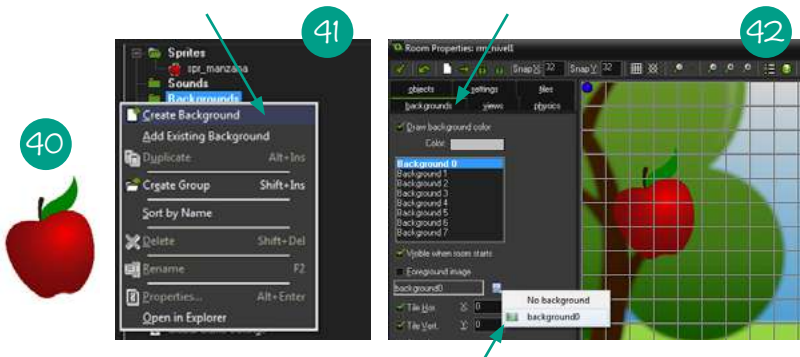 40
41
Sprites
spr_manzana
Sounds
Backgrounds
Create Background
Add Existing Background
Duplicate Alt+Ins
Create Group Shift+Ins
Sort by Name
Delete Shift+Del
Rename F2
Properties... Alt+Enter
Open in Explorer
42
Room Properties: rm_nivel1
Snap X: 32 Snap Y: 32
objects settings tiles
backgrounds views physics
Draw background color
Color:
Background 0
Background 1
Background 2
Background 3
Background 4
Background 5
Background 6
Background 7
Visible when room starts
Foreground image
background0
No background
background0
Tile Hor. X: 0
Tile Vert. Y: 0